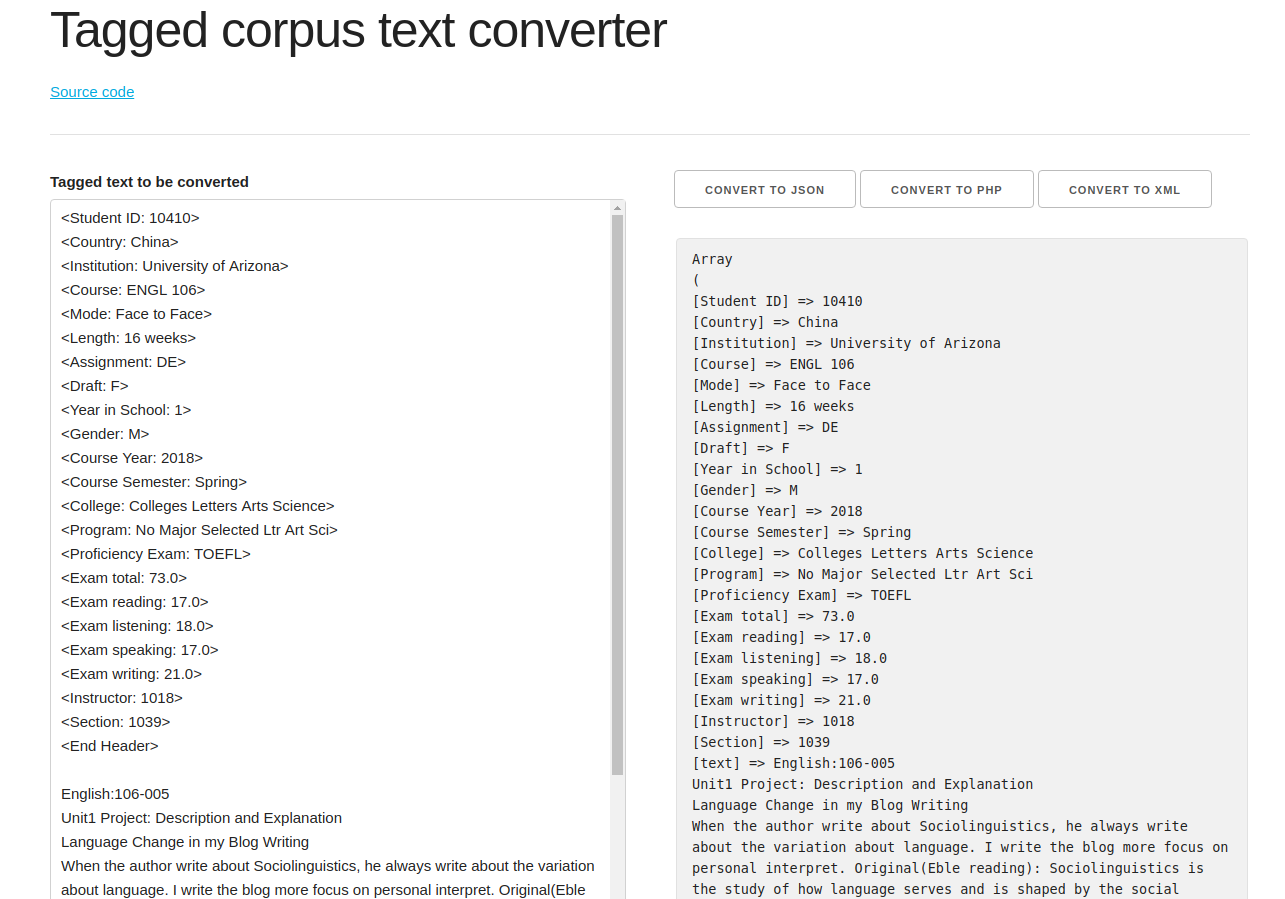 Tagged corpus text converter
Source code
Tagged text to be converted
<Student ID: 10410>
<Country: China>
<Institution: University of Arizona>
<Course: ENGL 106>
<Mode: Face to Face>
<Length: 16 weeks>
<Assignment: DE>
<Draft: F>
<Year in School: 1>
<Gender: M>
<Course Year: 2018>
<Course Semester: Spring>
<College: Colleges Letters Arts Science>
<Program: No Major Selected Ltr Art Sci>
<Proficiency Exam: TOEFL>
<Exam total: 73.0>
<Exam reading: 17.0>
<Exam listening: 18.0>
<Exam speaking: 17.0>
<Exam writing: 21.0>
<Instructor: 1018>
<Section: 1039>
<End Header>
English:106-005
Unit1 Project: Description and Explanation
Language Change in my Blog Writing
When the author write about Sociolinguistics, he always write about the variation
about language. I write the blog more focus on personal interpret. Original(Eble
CONVERT TO JSON
CONVERT TO PHP
CONVERT TO XML
Array
(
[Student ID] => 10410
[Country] => China
[Institution] => University of Arizona
[Course] => ENGL 106
[Mode] => Face to Face
[Length] => 16 weeks
[Assignment] => DE
[Draft] => F
[Year in School] => 1
[Gender] => M
[Course Year] => 2018
[Course Semester] => Spring
[College] => Colleges Letters Arts Science
[Program] => No Major Selected Ltr Art Sci
[Proficiency Exam] => TOEFL
[Exam total] => 73.0
[Exam reading] => 17.0
[Exam listening] => 18.0
[Exam speaking] => 17.0
[Exam writing] => 21.0
[Instructor] => 1018
[Section] => 1039
[text] => English:106-005
Unit1 Project: Description and Explanation
Language Change in my Blog Writing
When the author write about Sociolinguistics, he always write
about the variation about language. I write the blog more focus on
personal interpret. Original(Eble reading): Sociolinguistics is
the study of how language serves and is shaped by the social